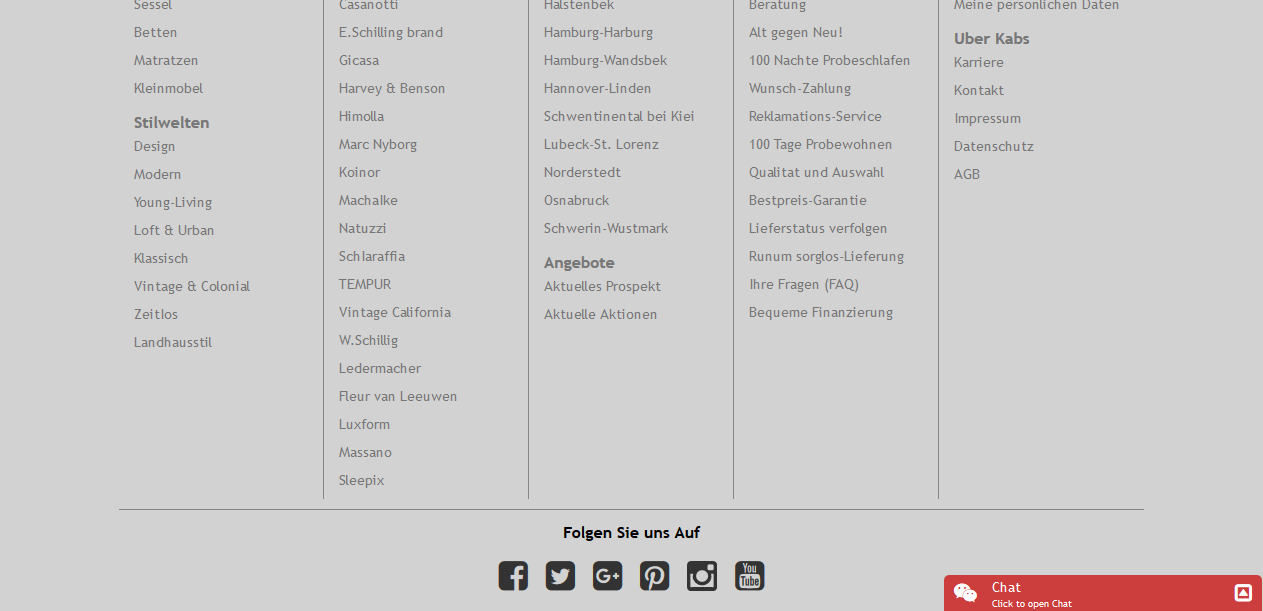 Sessel
Betten
Matratzen
Kleinmobel
Stilwelten
Design
Modern
Young-Living
Loft & Urban
Klassisch
Vintage & Colonial
Zeitlos
Landhausstil
Casanotti
E.Schilling brand
Gicasa
Harvey & Benson
Himolla
Marc Nyborg
Koinor
Machalke
Natuzzi
Schlaraffia
TEMPUR
Vintage California
W.Schillig
Ledermacher
Fleur van Leeuwen
Luxform
Massano
Sleepix
Halstenbek
Hamburg-Harburg
Hamburg-Wandsbek
Hannover-Linden
Schwentinental bei Kiei
Lubeck-St. Lorenz
Norderstedt
Osnabruck
Schwerin-Wustmark
Angebote
Aktuelles Prospekt
Aktuelle Aktionen
Beratung
Alt gegen Neu!
100 Nachte Probeschlafen
Wunsch-Zahlung
Reklamations-Service
100 Tage Probewohnen
Qualitat und Auswahl
Bestpreis-Garantie
Lieferstatus verfolgen
Runum sorglos-Lieferung
Ihre Fragen (FAQ)
Bequeme Finanzierung
Meine personlichen Daten
Uber Kabs
Karriere
Kontakt
Impressum
Datenschutz
AGB
Folgen Sie uns Auf
You
Tube
Chat
Click to open Chat